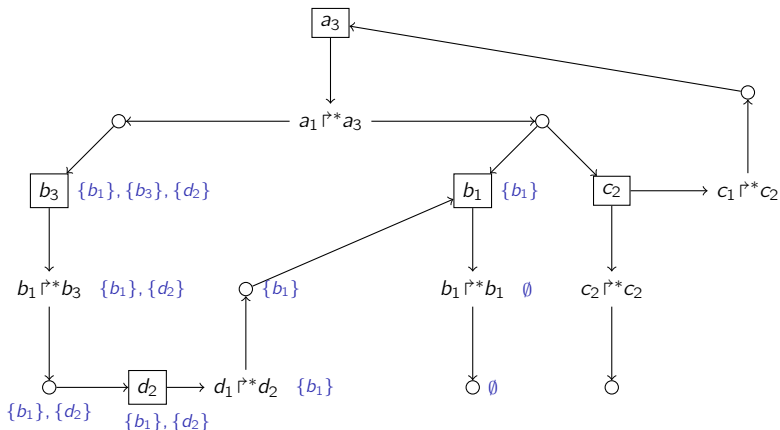 a₃
a₁ ↱* a₃
b₃ {b₁}, {b₃}, {d₂}
b₁ {b₁}
c₂
c₁ ↱* c₂
b₁ ↱* b₃ {b₁}, {d₂}
{b₁}
b₁ ↱* b₁ ∅
c₂ ↱* c₂
d₂
d₁ ↱* d₂ {b₁}
∅
{b₁}, {d₂}
{b₁}, {d₂}